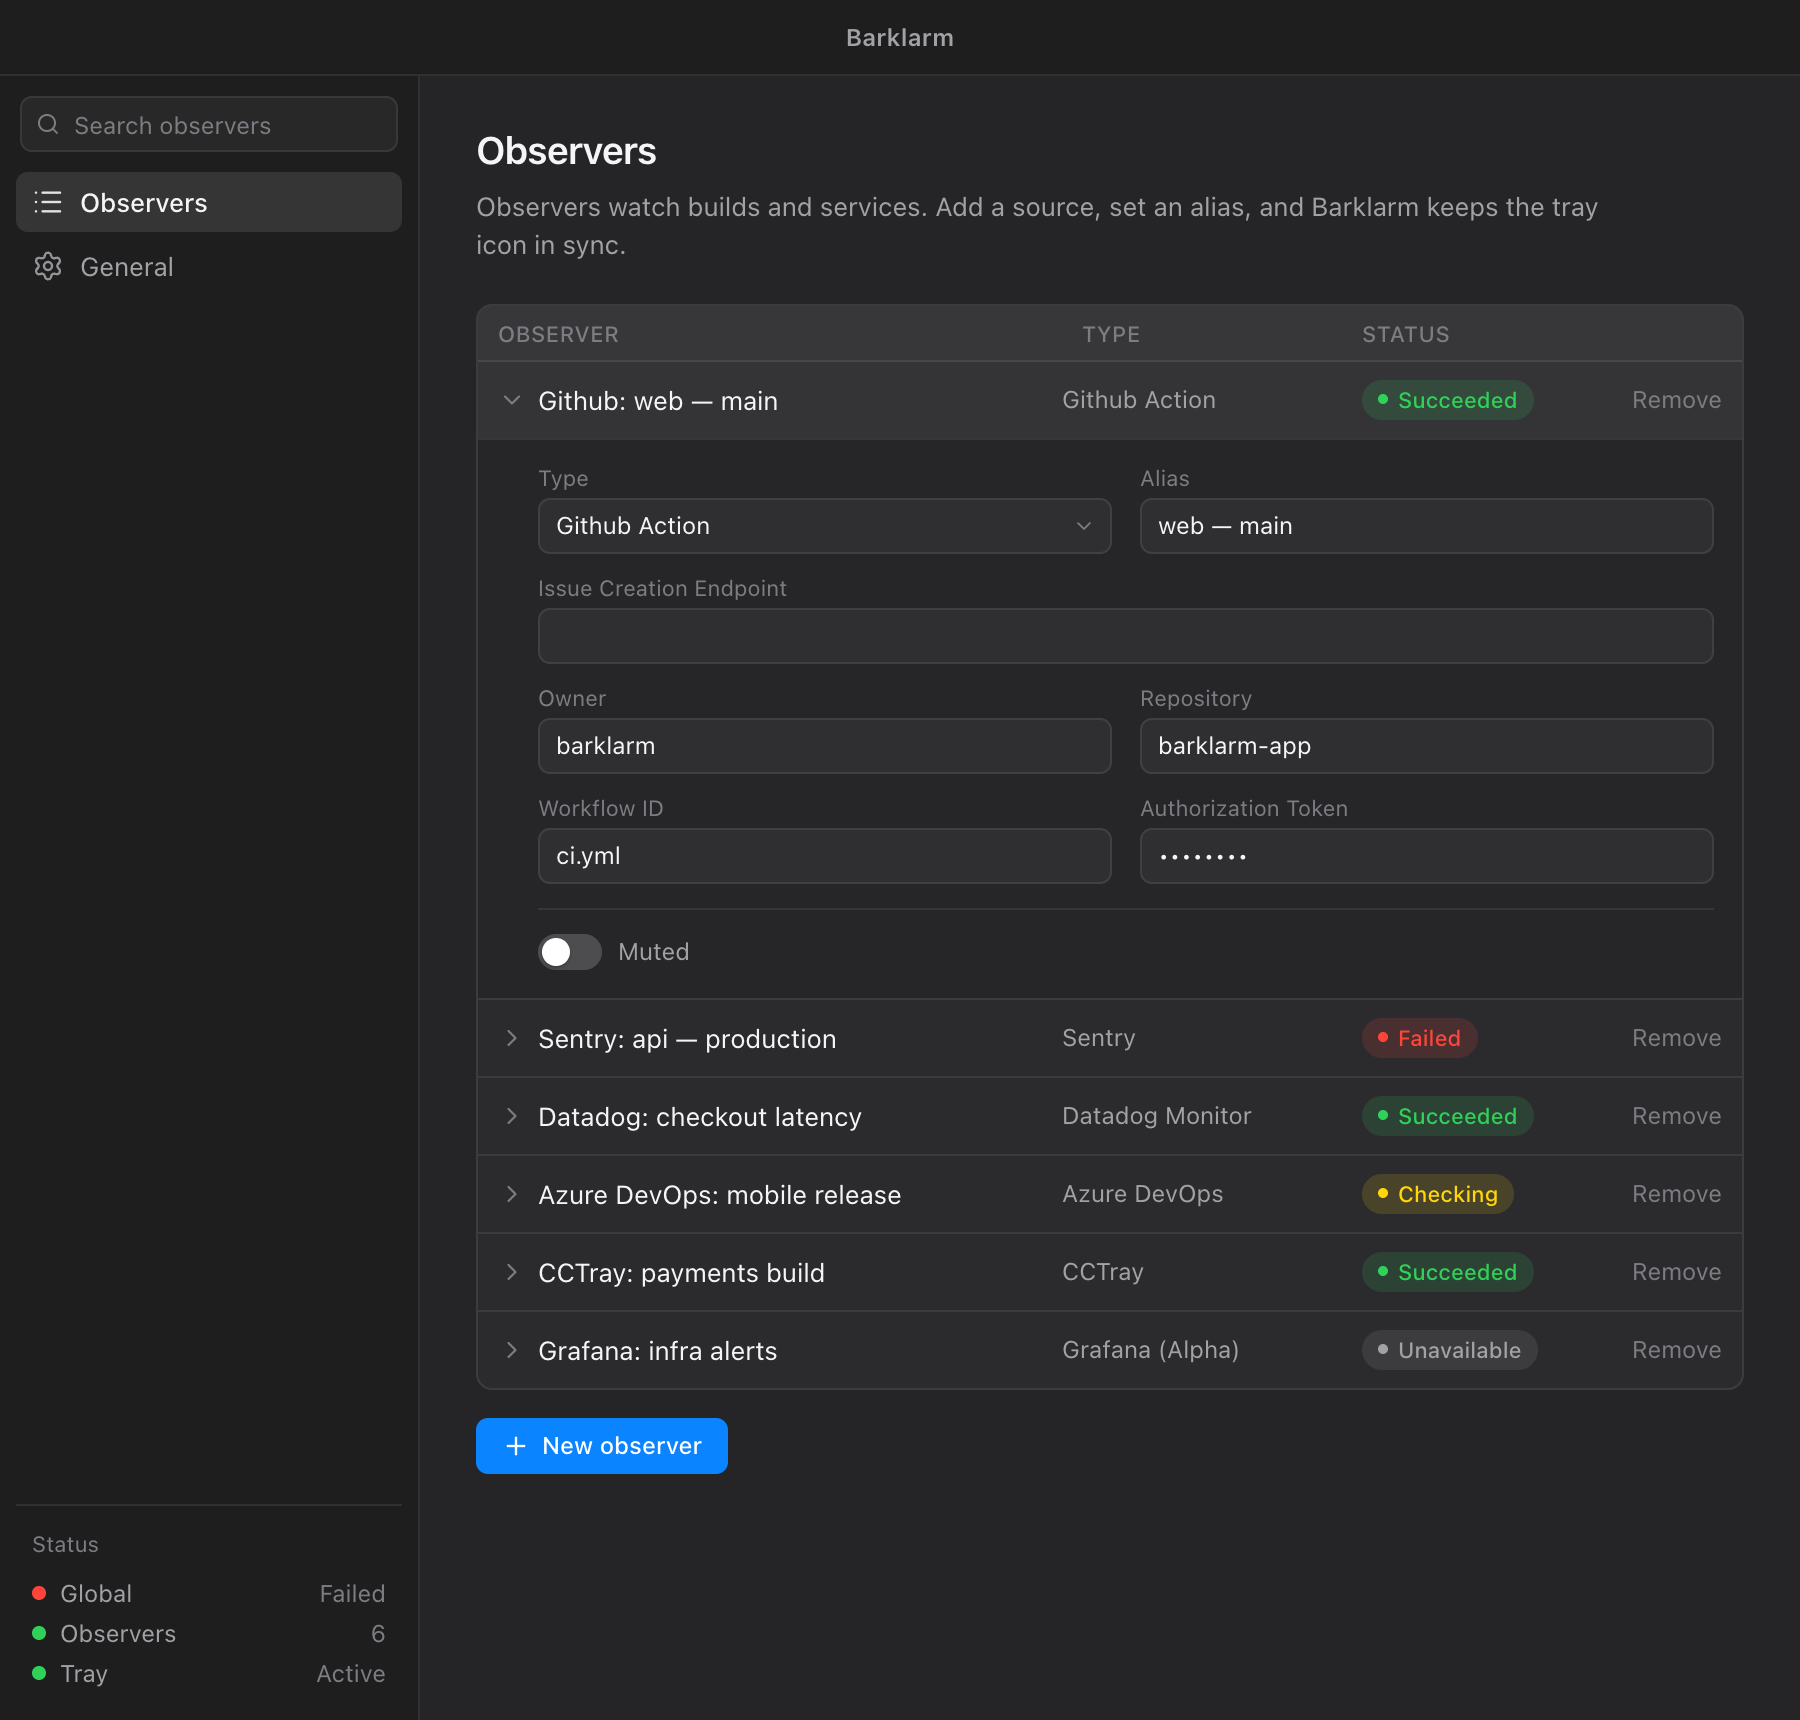 Barklarm
Search observers
Observers
General
Observers
Observers watch builds and services. Add a source, set an alias, and Barklarm keeps the tray
icon in sync.
OBSERVER TYPE STATUS
Github: web — main Github Action Succeeded Remove
Type Alias
Github Action web — main
Issue Creation Endpoint
Owner Repository
barklarm barklarm-app
Workflow ID Authorization Token
ci.yml ••••••••
Muted
Sentry: api — production Sentry Failed Remove
Datadog: checkout latency Datadog Monitor Succeeded Remove
Azure DevOps: mobile release Azure DevOps Checking Remove
CCTray: payments build CCTray Succeeded Remove
Grafana: infra alerts Grafana (Alpha) Unavailable Remove
New observer
Status
Global Failed
Observers 6
Tray Active